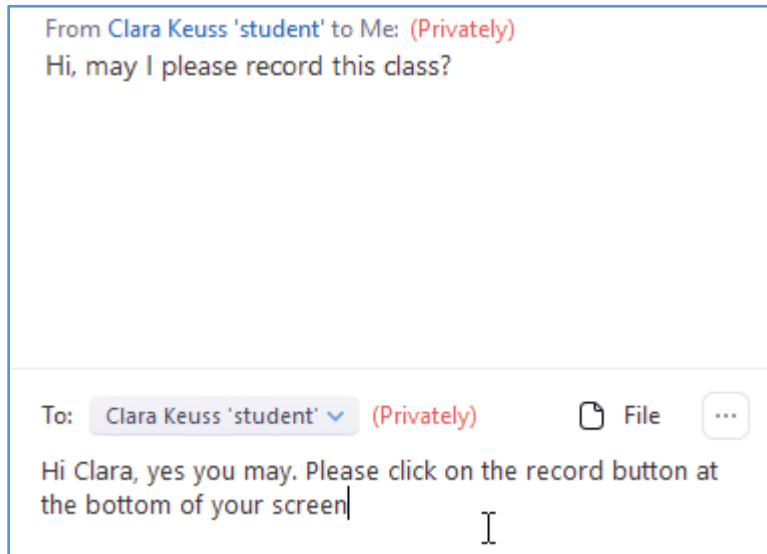 From Clara Keuss 'student' to Me: (Privately)
Hi, may I please record this class?
To: Clara Keuss 'student' (Privately) File ...
Hi Clara, yes you may. Please click on the record button at
the bottom of your screen